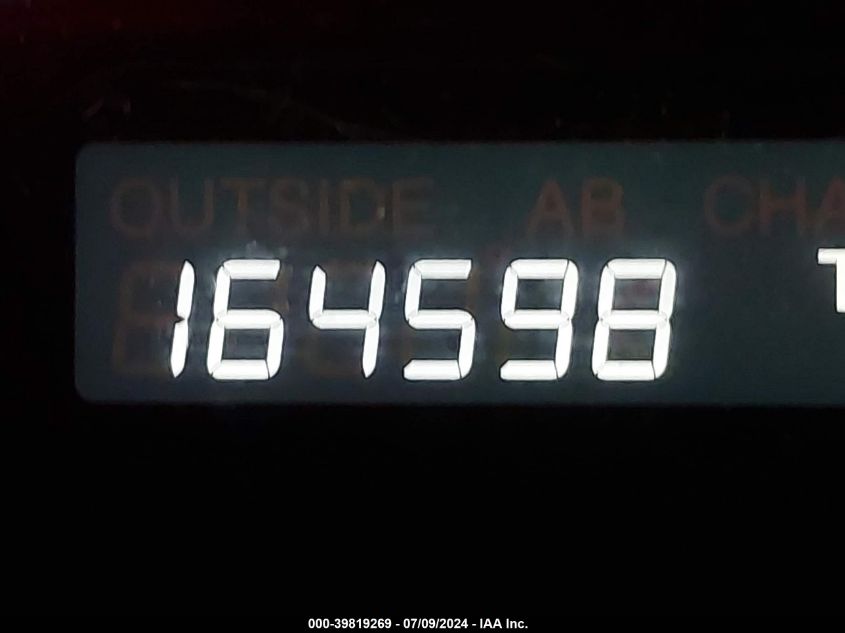 OUTSIDE AB CHA
164598 T
000-39819269 - 07/09/2024 - IAA Inc.